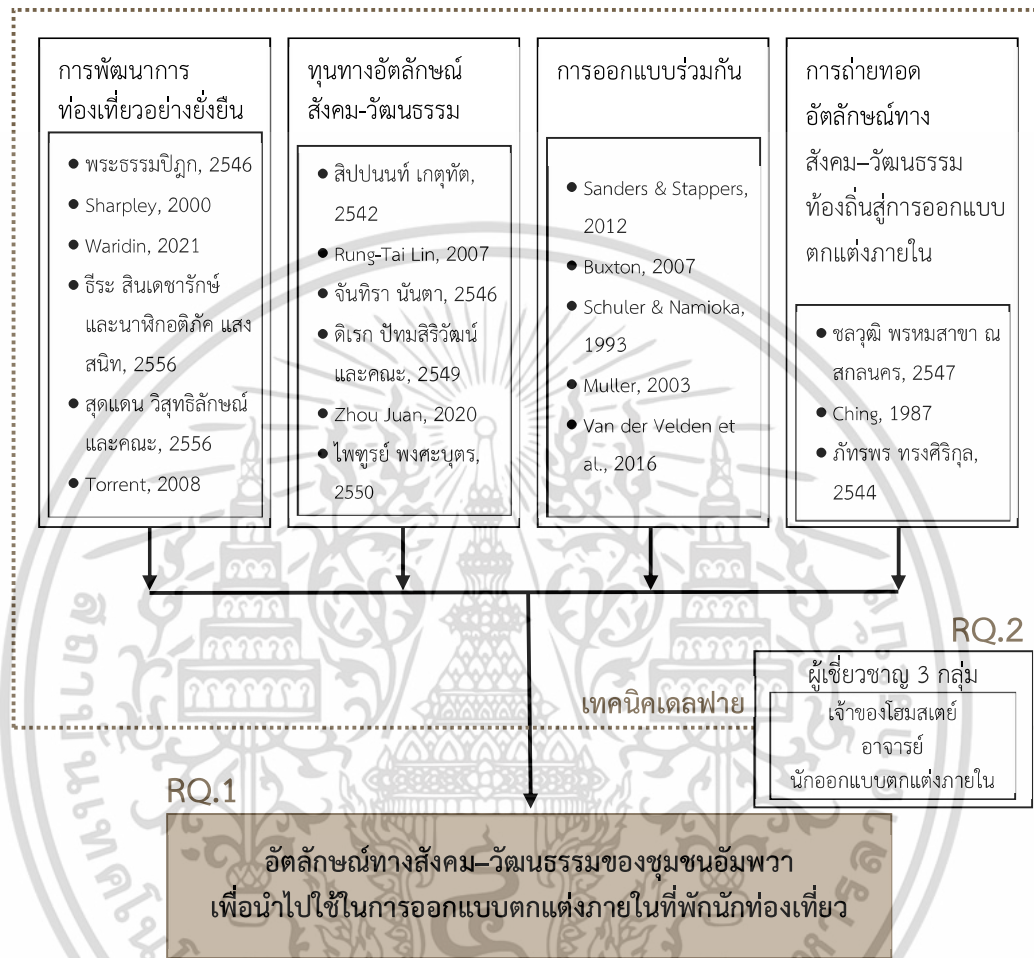 การพัฒนาการ
ท่องเที่ยวอย่างยั่งยืน
● พระธรรมปิฎก, 2546
● Sharpley, 2000
● Waridin, 2021
● ธีระ สินเดชารักษ์
และนาฬิกอติภัค แสง
สนิท, 2556
● สุดแดน วิสุทธิลักษณ์
และคณะ, 2556
● Torrent, 2008
ทุนทางอัตลักษณ์
สังคม-วัฒนธรรม
● สิปปนนท์ เกตุทัต,
2542
● Rung-Tai Lin, 2007
● จันทิรา นันตา, 2546
● ดิเรก ปัทมสิริวัฒน์
และคณะ, 2549
● Zhou Juan, 2020
● ไพฑูรย์ พงศะบุตร,
2550
การออกแบบร่วมกัน
● Sanders & Stappers,
2012
● Buxton, 2007
● Schuler & Namioka,
1993
● Muller, 2003
● Van der Velden et
al., 2016
การถ่ายทอด
อัตลักษณ์ทาง
สังคม–วัฒนธรรม
ท้องถิ่นสู่การออกแบบ
ตกแต่งภายใน
● ชลวุฒิ พรหมสาขา ณ
สกลนคร, 2547
● Ching, 1987
● ภัทรพร ทรงศิริกุล,
2544
RQ.2
ผู้เชี่ยวชาญ 3 กลุ่ม
เจ้าของโฮมสเตย์
อาจารย์
นักออกแบบตกแต่งภายใน
เทคนิคเดลฟาย
RQ.1
อัตลักษณ์ทางสังคม–วัฒนธรรมของชุมชนอัมพวา
เพื่อนำไปใช้ในการออกแบบตกแต่งภายในที่พักนักท่องเที่ยว